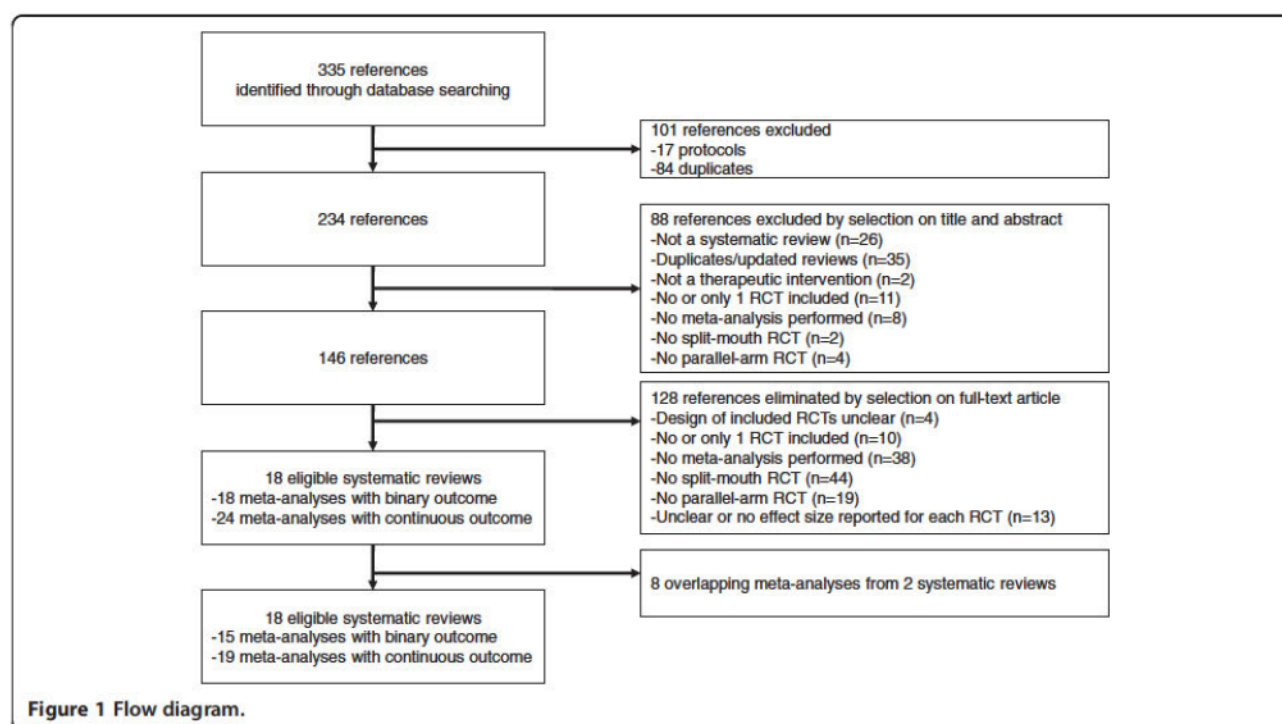 335 references
identified through database searching
101 references excluded
-17 protocols
-84 duplicates
234 references
88 references excluded by selection on title and abstract
-Not a systematic review (n=26)
-Duplicates/updated reviews (n=35)
-Not a therapeutic intervention (n=2)
-No or only 1 RCT included (n=11)
-No meta-analysis performed (n=8)
-No split-mouth RCT (n=2)
-No parallel-arm RCT (n=4)
146 references
128 references eliminated by selection on full-text article
-Design of included RCTs unclear (n=4)
-No or only 1 RCT included (n=10)
-No meta-analysis performed (n=38)
-No split-mouth RCT (n=44)
-No parallel-arm RCT (n=19)
-Unclear or no effect size reported for each RCT (n=13)
18 eligible systematic reviews
-18 meta-analyses with binary outcome
-24 meta-analyses with continuous outcome
8 overlapping meta-analyses from 2 systematic reviews
18 eligible systematic reviews
-15 meta-analyses with binary outcome
-19 meta-analyses with continuous outcome
Figure 1 Flow diagram.